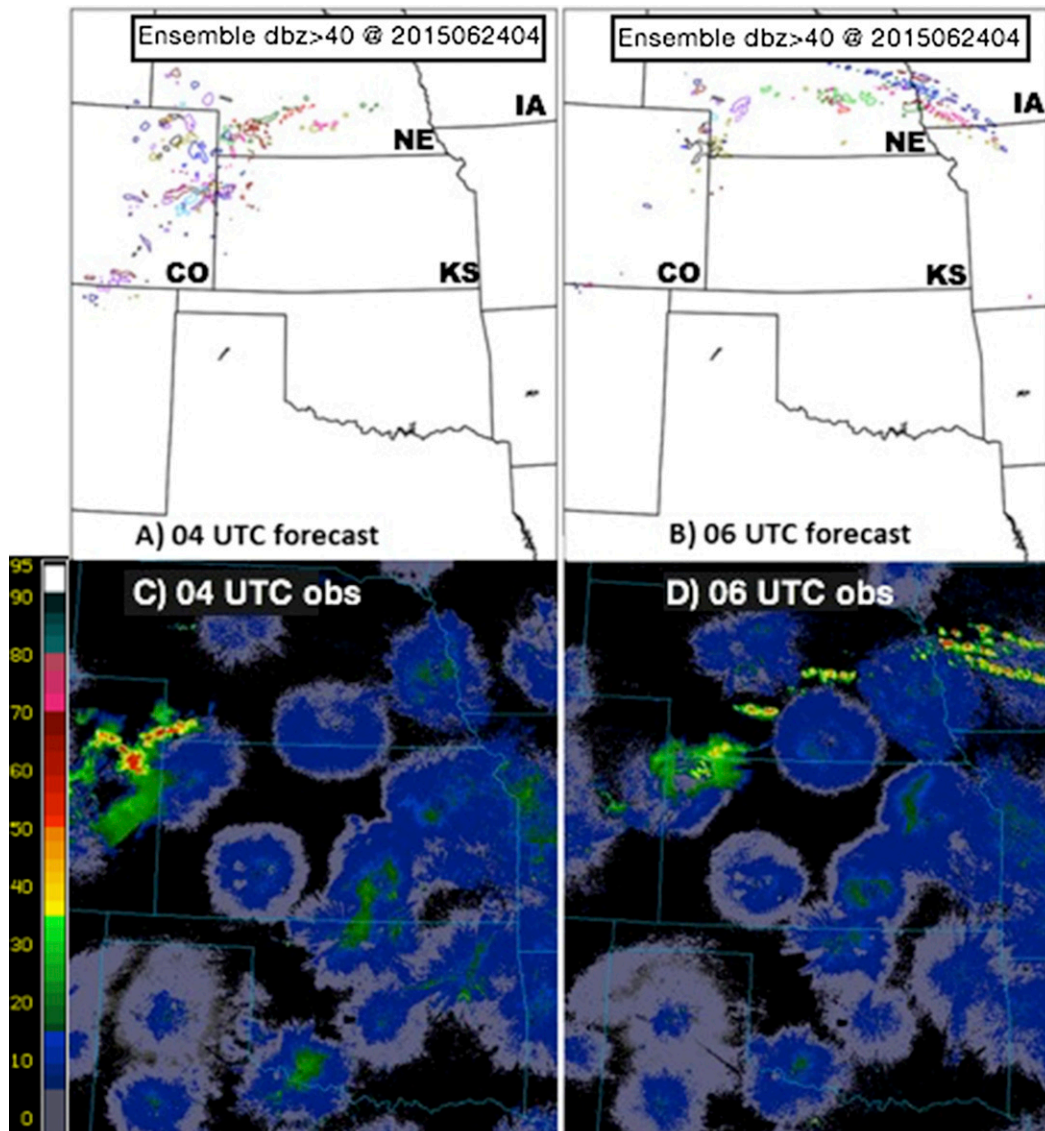 Ensemble dbz>40 @ 2015062404
Ensemble dbz>40 @ 2015062404
IA
NE
CO
KS
A) 04 UTC forecast
IA
NE
CO
KS
B) 06 UTC forecast
95
90
80
70
60
50
40
30
20
10
0
C) 04 UTC obs
D) 06 UTC obs